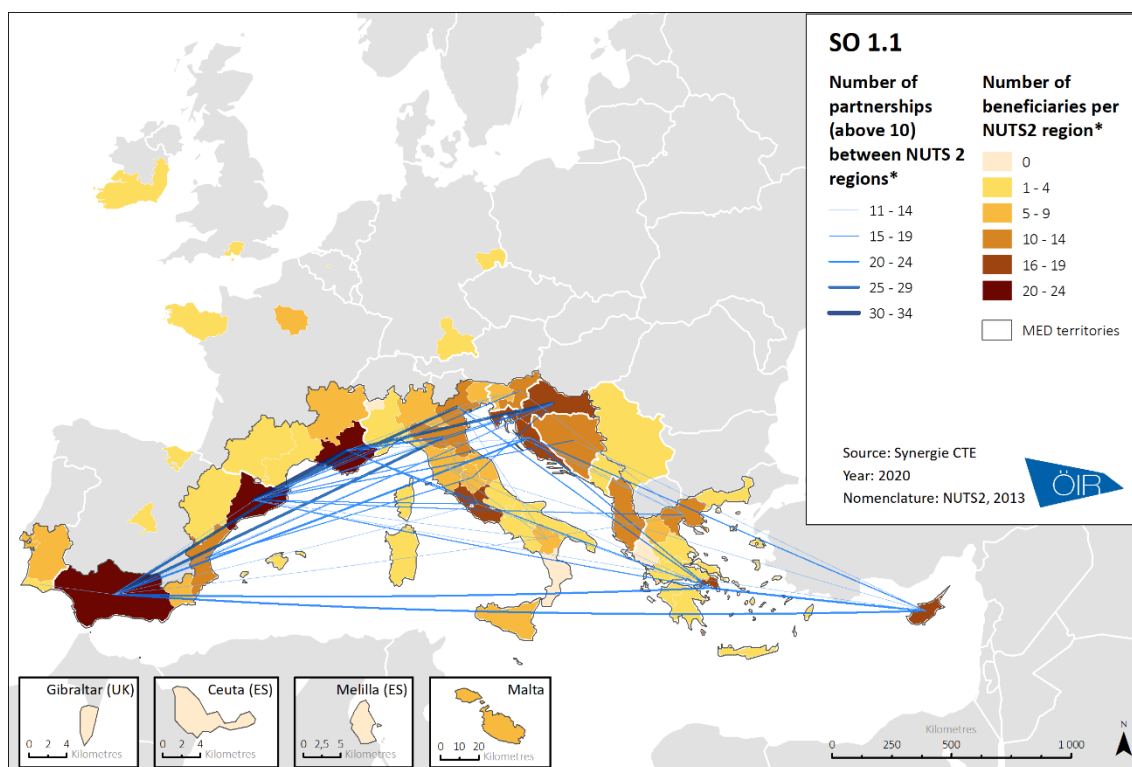 SO 1.1
Number of
partnerships
(above 10)
between NUTS 2
regions*
11 - 14
15 - 19
20 - 24
25 - 29
30 - 34
Number of
beneficiaries per
NUTS2 region*
0
1 - 4
5 - 9
10 - 14
16 - 19
20 - 24
MED territories
Source: Synergie CTE
Year: 2020
Nomenclature: NUTS2, 2013
ÖIR
Gibraltar (UK)
0 2 4 Kilometres
Ceuta (ES)
0 2 4
Kilometres
Melilla (ES)
0 2,5 5
Kilometres
Malta
0 10 20
Kilometres
Kilometres
0 250 500 1 000
N